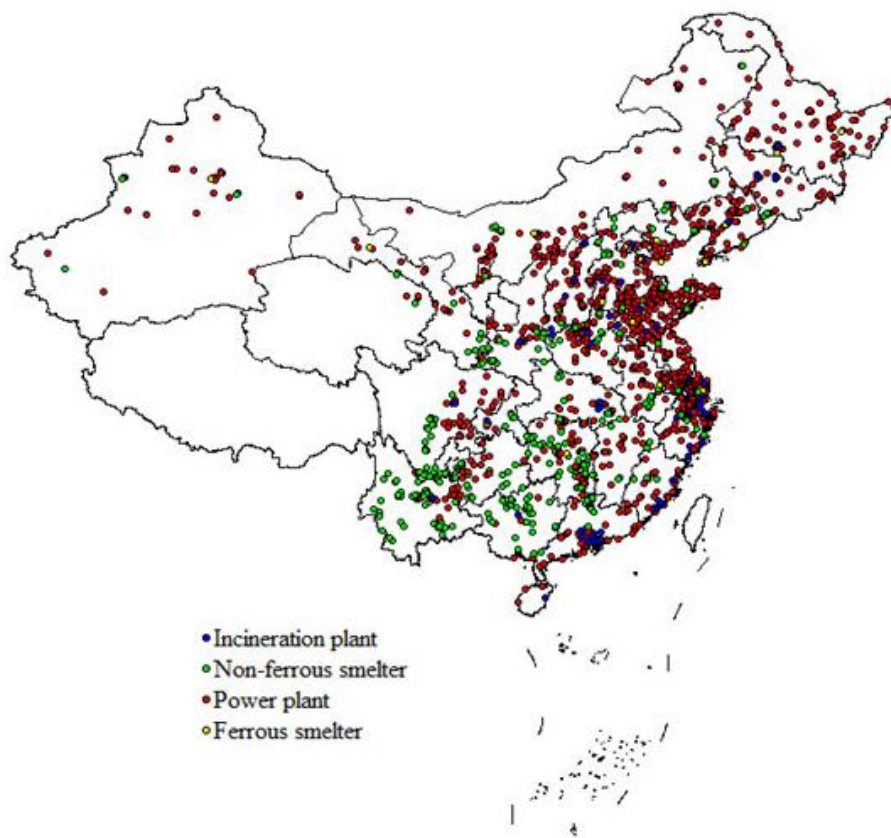 Incineration plant
Non-ferrous smelter
Power plant
Ferrous smelter